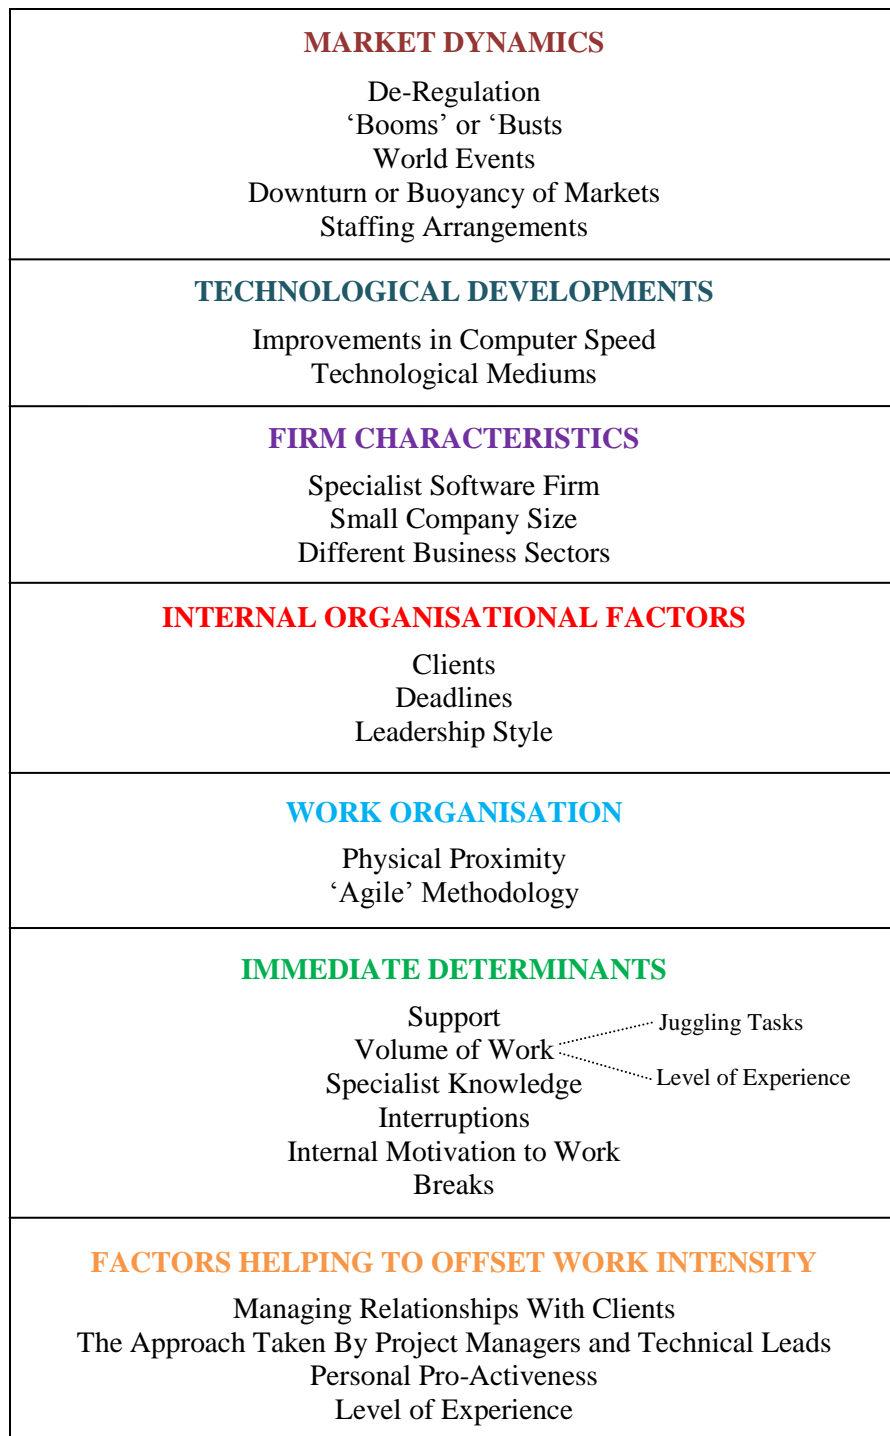 MARKET DYNAMICS
De-Regulation
‘Booms’ or ‘Busts
World Events
Downturn or Buoyancy of Markets
Staffing Arrangements
TECHNOLOGICAL DEVELOPMENTS
Improvements in Computer Speed
Technological Mediums
FIRM CHARACTERISTICS
Specialist Software Firm
Small Company Size
Different Business Sectors
INTERNAL ORGANISATIONAL FACTORS
Clients
Deadlines
Leadership Style
WORK ORGANISATION
Physical Proximity
‘Agile’ Methodology
IMMEDIATE DETERMINANTS
Support
Juggling Tasks
Volume of Work
Level of Experience
Specialist Knowledge
Interruptions
Internal Motivation to Work
Breaks
FACTORS HELPING TO OFFSET WORK INTENSITY
Managing Relationships With Clients
The Approach Taken By Project Managers and Technical Leads
Personal Pro-Activeness
Level of Experience